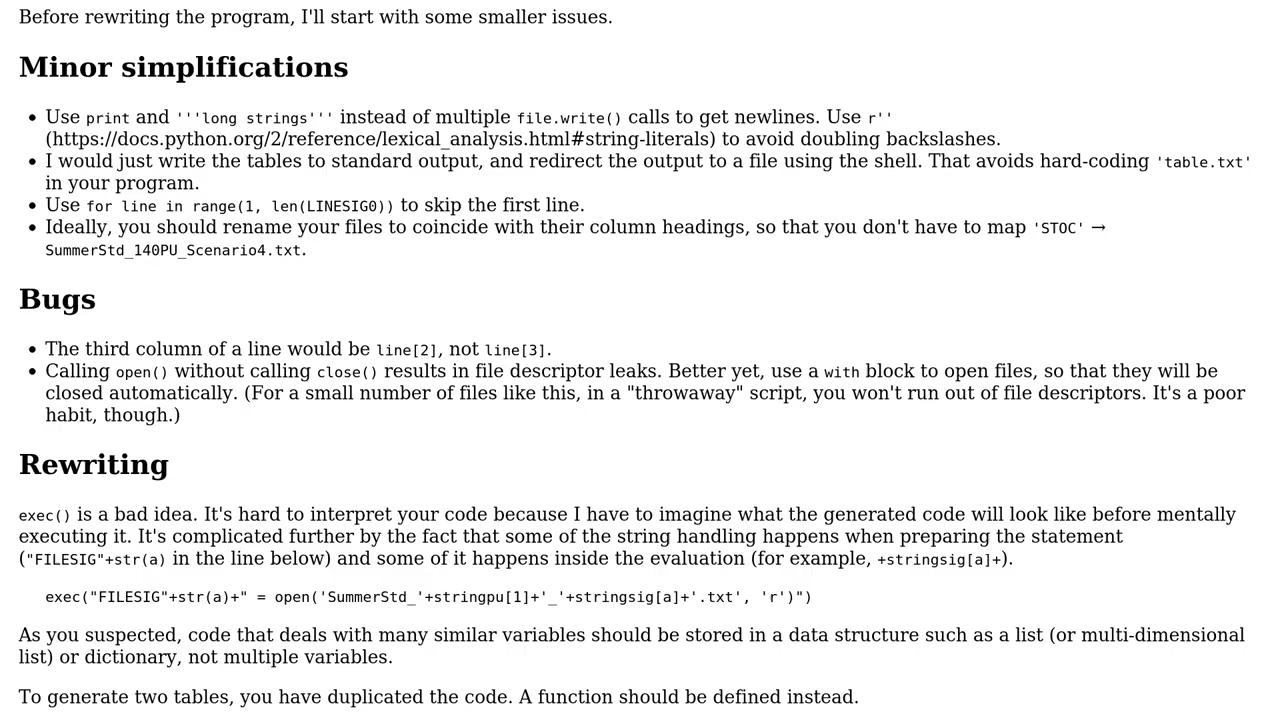 Before rewriting the program, I'll start with some smaller issues.
Minor simplifications
• Use print and '''long strings''' instead of multiple file.write() calls to get newlines. Use r''
(https://docs.python.org/2/reference/lexical_analysis.html#string-literals) to avoid doubling backslashes.
• I would just write the tables to standard output, and redirect the output to a file using the shell. That avoids hard-coding 'table.txt'
in your program.
• Use for line in range(1, len(LINESIG0)) to skip the first line.
• Ideally, you should rename your files to coincide with their column headings, so that you don't have to map 'STOC' →
SummerStd_140PU_Scenario4.txt.
Bugs
• The third column of a line would be line[2], not line[3].
• Calling open() without calling close() results in file descriptor leaks. Better yet, use a with block to open files, so that they will be
closed automatically. (For a small number of files like this, in a "throwaway" script, you won't run out of file descriptors. It's a poor
habit, though.)
Rewriting
exec() is a bad idea. It's hard to interpret your code because I have to imagine what the generated code will look like before mentally
executing it. It's complicated further by the fact that some of the string handling happens when preparing the statement
("FILESIG"+str(a) in the line below) and some of it happens inside the evaluation (for example, +stringsig[a]+).
exec("FILESIG"+str(a)+" = open('SummerStd_'+stringpu[1]+'_'+stringsig[a]+'.txt', 'r')")
As you suspected, code that deals with many similar variables should be stored in a data structure such as a list (or multi-dimensional
list) or dictionary, not multiple variables.
To generate two tables, you have duplicated the code. A function should be defined instead.